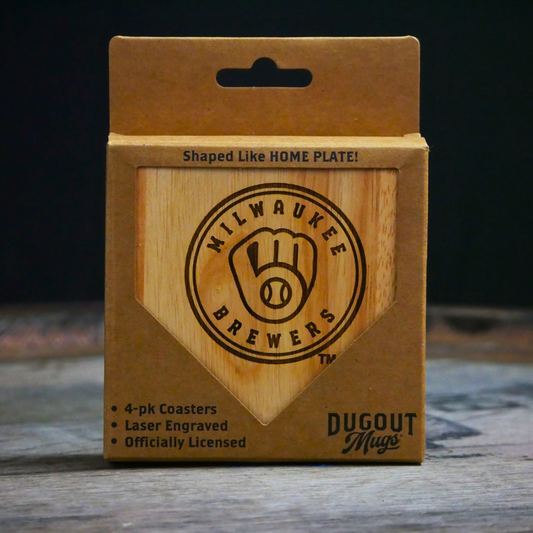 Shaped Like HOME PLATE!
MILWAUKEE
BREWERS
TM
• 4-pk Coasters
• Laser Engraved
• Officially Licensed
DUGOUT
Mugs